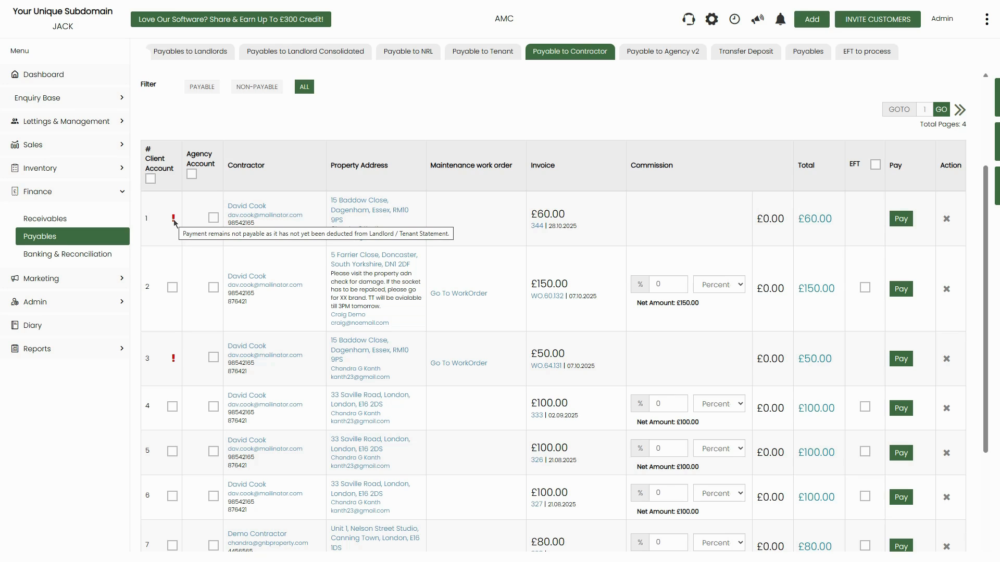 Your Unique Subdomain
JACK
Love Our Software? Share & Earn Up To £300 Credit!
AMC
Add
INVITE CUSTOMERS
Admin
Menu
Dashboard
Enquiry Base
Lettings & Management
Sales
Inventory
Finance
Receivables
Payables
Banking & Reconciliation
Marketing
Admin
Diary
Reports
Payables to Landlords
Payables to Landlord Consolidated
Payable to NRL
Payable to Tenant
Payable to Contractor
Payable to Agency v2
Transfer Deposit
Payables
EFT to process
Filter
PAYABLE
NON-PAYABLE
ALL
GOTO 1 GO
Total Pages: 4
# Client Account
Agency Account
Contractor
Property Address
Maintenance work order
Invoice
Commission
Total
EFT
Pay
Action
1
!
David Cook
dav.cook@mailinator.com
98542165
15 Baddow Close,
Dagenham, Essex, RM10
9PS
£60.00
344 | 28.10.2025
£0.00
£60.00
Pay
Payment remains not payable as it has not yet been deducted from Landlord / Tenant Statement.
2
David Cook
dav.cook@mailinator.com
98542165
876421
5 Farrier Close, Doncaster,
South Yorkshire, DN1 2DF
Please visit the property adn
check for damage. If the socket
has to be repalced, please go
for XX brand. TT will be avialable
till 3PM tomorrow.
Craig Demo
craig@noemail.com
Go To WorkOrder
£150.00
WO.60.132 | 07.10.2025
% 0 Percent
Net Amount: £150.00
£0.00
£150.00
Pay
3
!
David Cook
dav.cook@mailinator.com
98542165
876421
15 Baddow Close,
Dagenham, Essex, RM10
9PS
Chandra G Kanth
kanth23@gmail.com
Go To WorkOrder
£50.00
WO.64.131 | 07.10.2025
£0.00
£50.00
Pay
4
David Cook
dav.cook@mailinator.com
98542165
876421
33 Saville Road, London,
London, E16 2DS
Chandra G Kanth
kanth23@gmail.com
£100.00
333 | 02.09.2025
% 0 Percent
Net Amount: £100.00
£0.00
£100.00
Pay
5
David Cook
dav.cook@mailinator.com
98542165
876421
33 Saville Road, London,
London, E16 2DS
Chandra G Kanth
kanth23@gmail.com
£100.00
326 | 21.08.2025
% 0 Percent
Net Amount: £100.00
£0.00
£100.00
Pay
6
David Cook
dav.cook@mailinator.com
98542165
876421
33 Saville Road, London,
London, E16 2DS
Chandra G Kanth
kanth23@gmail.com
£100.00
327 | 21.08.2025
% 0 Percent
Net Amount: £100.00
£0.00
£100.00
Pay
7
Demo Contractor
chandra@gnbproperty.com
Unit 1, Nelson Street Studio,
Canning Town, London, E16
1DS
£80.00
% 0 Percent
£0.00
£80.00
Pay